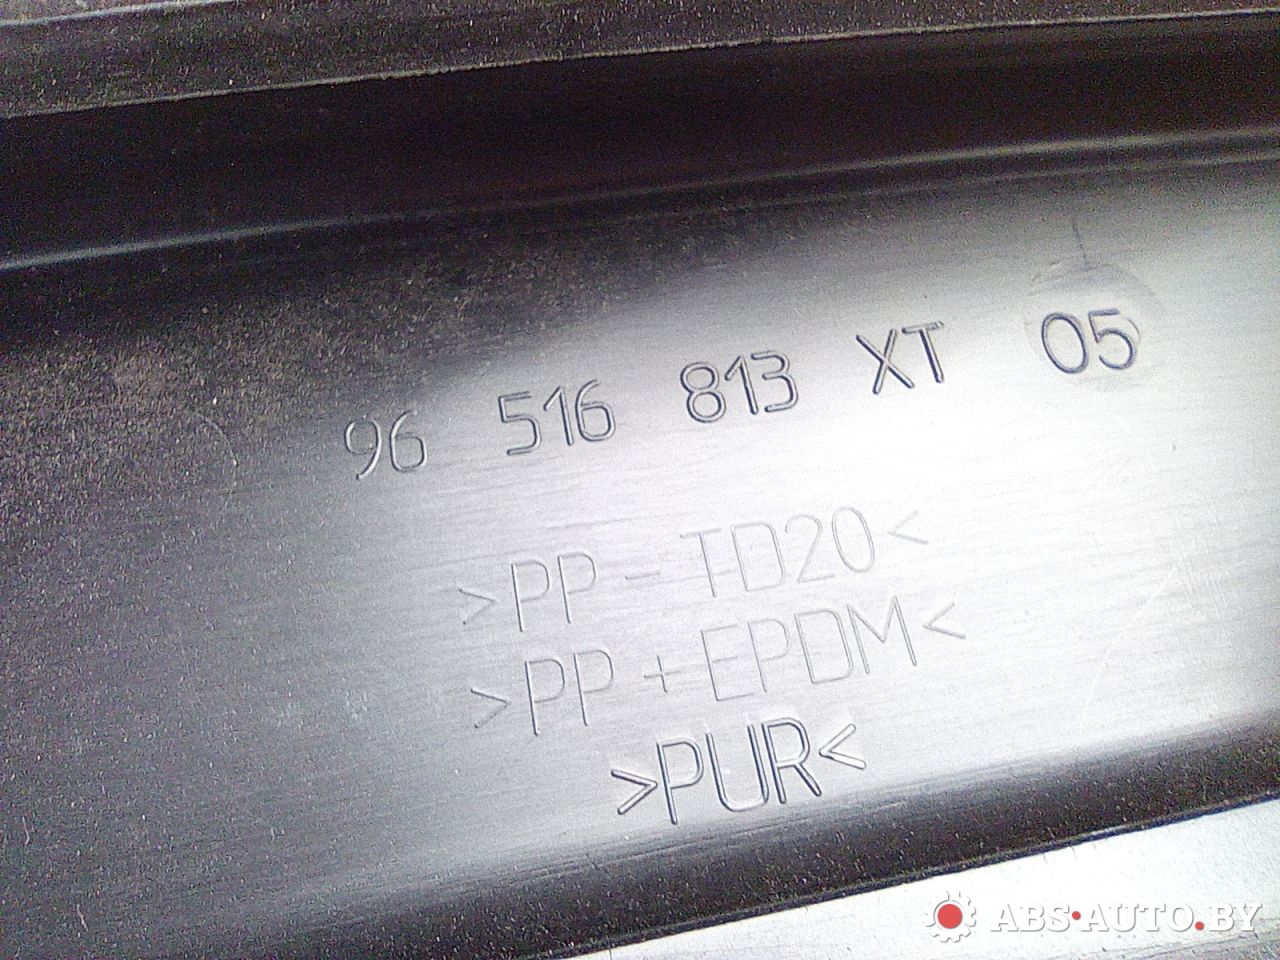 96 516 813 XT 05
>PP-TD20<
>PP+EPDM<
>PUR<
ABS-AUTO.BY